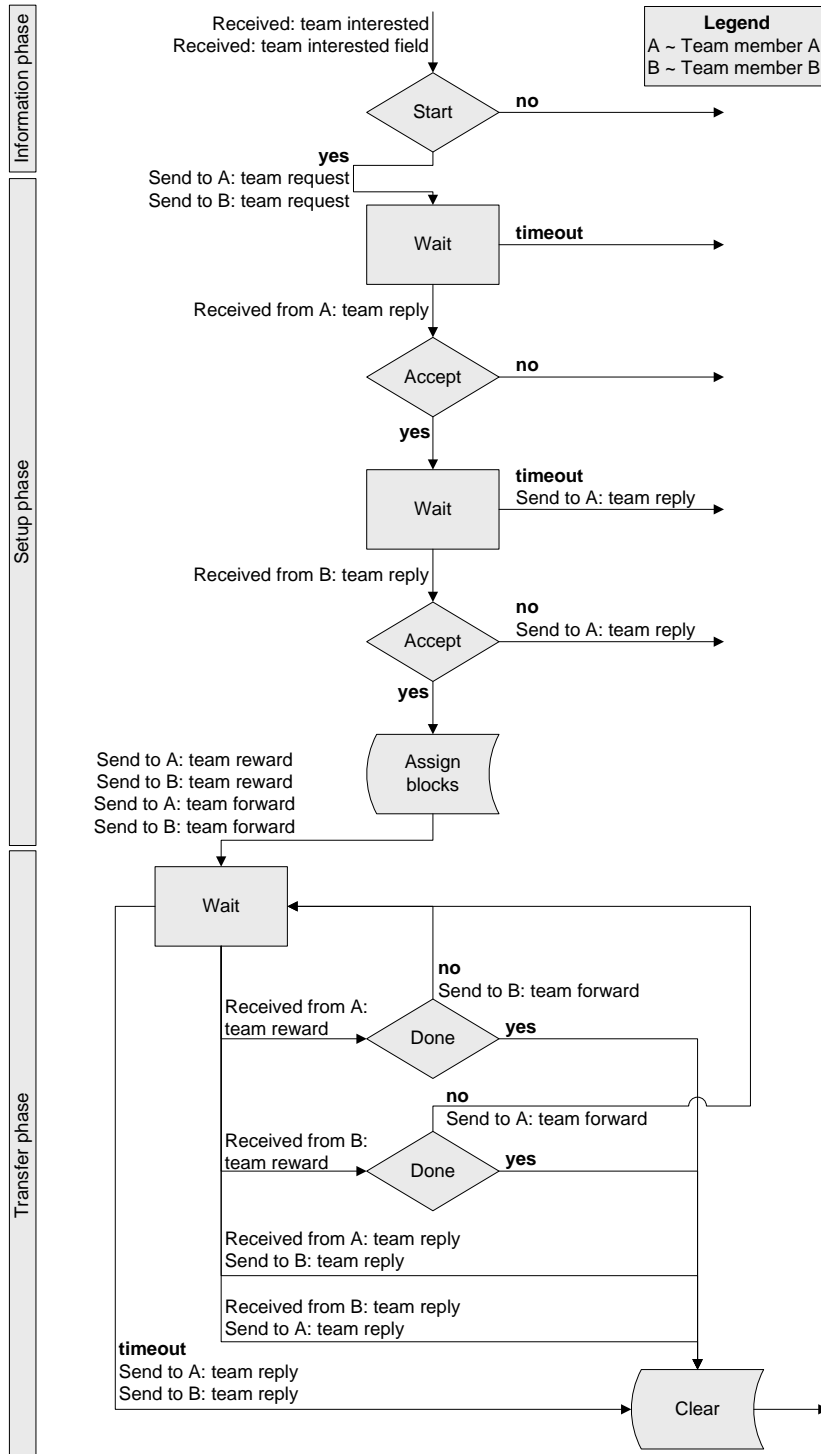 Information phase
Received: team interested
Received: team interested field
Legend
A ~ Team member A
B ~ Team member B
Start
no
yes
Send to A: team request
Send to B: team request
Setup phase
Wait
timeout
Received from A: team reply
Accept
no
yes
Wait
timeout
Send to A: team reply
Received from B: team reply
Accept
no
Send to A: team reply
yes
Assign
blocks
Send to A: team reward
Send to B: team reward
Send to A: team forward
Send to B: team forward
Transfer phase
Wait
no
Send to B: team forward
Received from A:
team reward
Done
yes
no
Send to A: team forward
Received from B:
team reward
Done
yes
Received from A: team reply
Send to B: team reply
Received from B: team reply
Send to A: team reply
timeout
Send to A: team reply
Send to B: team reply
Clear